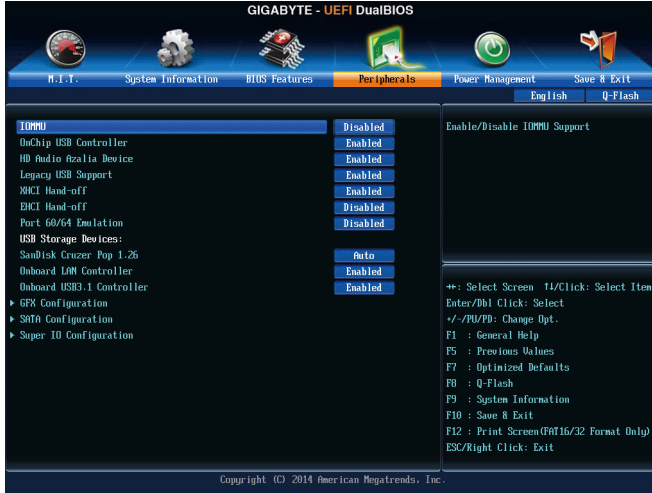 GIGABYTE - UEFI DualBIOS
M.I.T.
System Information
BIOS Features
Peripherals
Power Management
Save & Exit
English
Q-Flash
IOMMU Disabled
OnChip USB Controller Enabled
HD Audio Azalia Device Enabled
Legacy USB Support Enabled
XHCI Hand-off Enabled
EHCI Hand-off Disabled
Port 60/64 Emulation Disabled
USB Storage Devices:
SanDisk Cruzer Pop 1.26 Auto
Onboard LAN Controller Enabled
Onboard USB3.1 Controller Enabled
GFX Configuration
SATA Configuration
Super IO Configuration
Enable/Disable IOMMU Support
→←: Select Screen ↑↓/Click: Select Item
Enter/Dbl Click: Select
+/-/PU/PD: Change Opt.
F1 : General Help
F5 : Previous Values
F7 : Optimized Defaults
F8 : Q-Flash
F9 : System Information
F10 : Save & Exit
F12 : Print Screen(FAT16/32 Format Only)
ESC/Right Click: Exit
Copyright (C) 2014 American Megatrends, Inc.